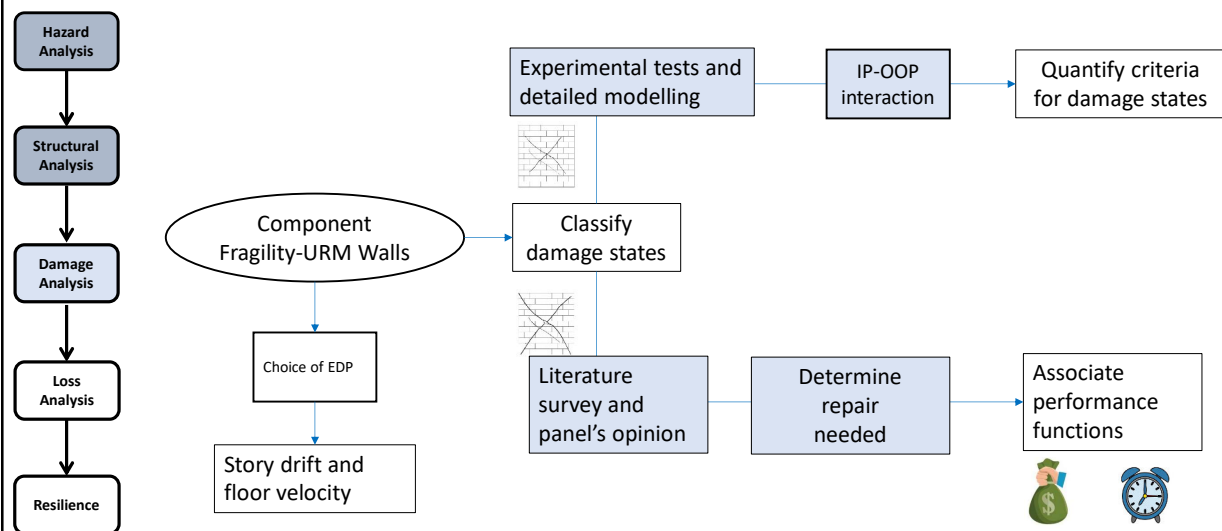 Hazard
Analysis
Structural
Analysis
Damage
Analysis
Loss
Analysis
Resilience
Component
Fragility-URM Walls
Choice of EDP
Story drift and
floor velocity
Experimental tests and
detailed modelling
IP-OOP
interaction
Quantify criteria
for damage states
Classify
damage states
Literature
survey and
panel's opinion
Determine
repair
needed
Associate
performance
functions
$